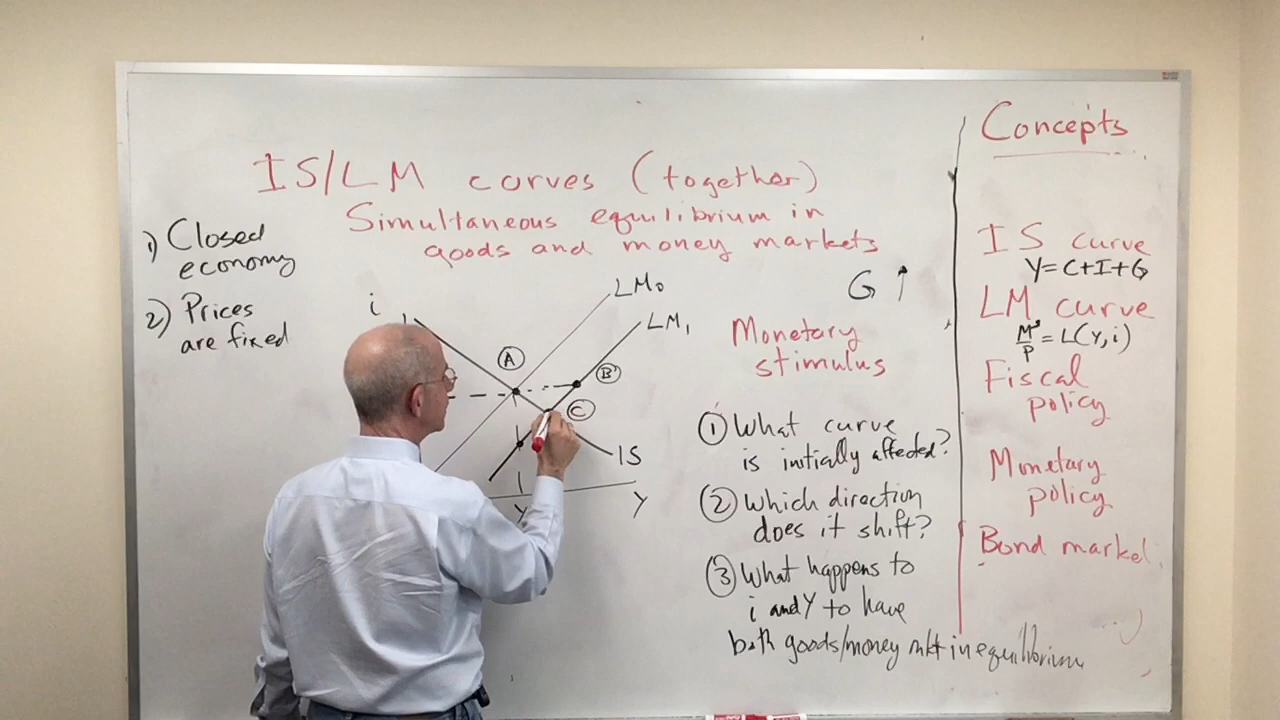 IS/LM curves (together)
Simultaneous equilibrium in
goods and money markets
1) Closed
economy
2) Prices
are fixed
i
LM0
LM1
A
B'
C
IS
Y
Y
G ↑
Monetary
stimulus
① What curve
is initially affected?
② Which direction
does it shift?
③ What happens to
i and Y to have
both goods/money mkt in equilibrium
Concepts
IS curve
Y=C+I+G
LM curve
M^s/P = L(Y,i)
Fiscal
policy
Monetary
policy
Bond market